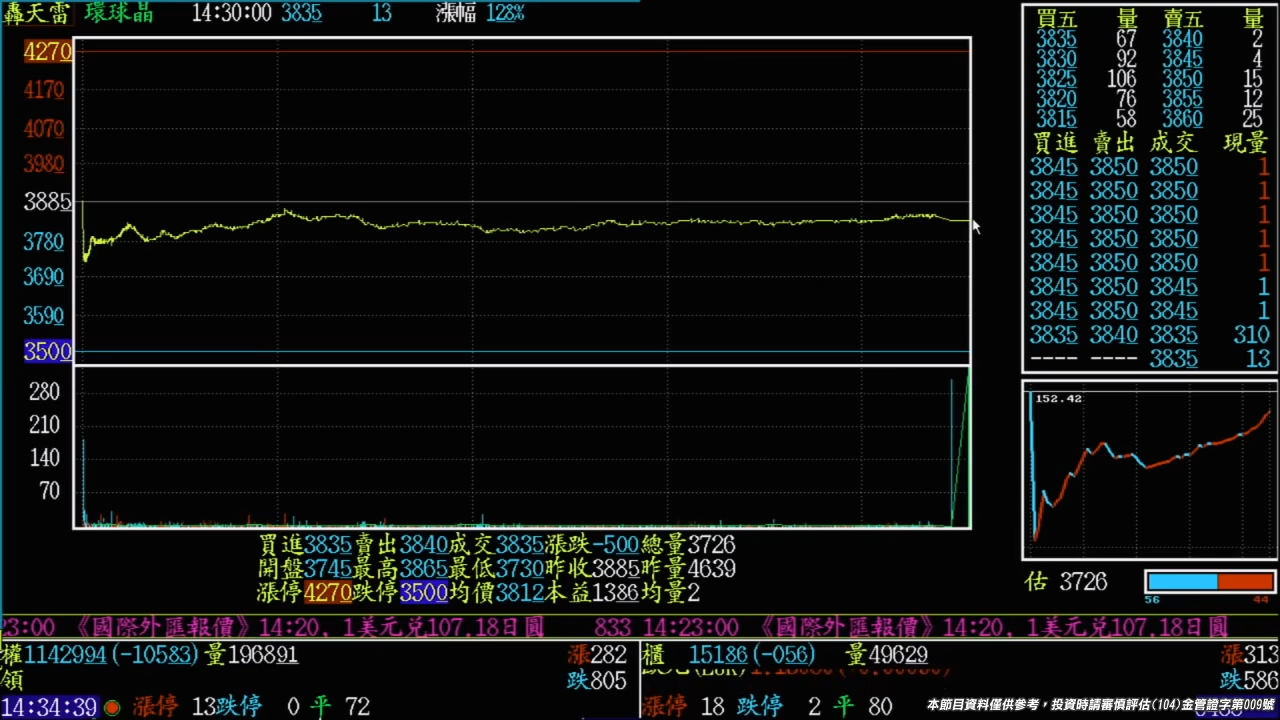 轟天雷 環球晶 14:30:00 3835 13 漲幅 128%
4270
4170
4070
3980
3885
3780
3690
3590
3500
280
210
140
70
買五 量 賣五 量
3835 67 3840 2
3830 92 3845 4
3825 106 3850 15
3820 76 3855 12
3815 58 3860 25
買進 賣出 成交 現量
3845 3850 3850 1
3845 3850 3850 1
3845 3850 3850 1
3845 3850 3850 1
3845 3850 3850 1
3845 3850 3845 1
3845 3850 3845 1
3835 3840 3835 310
---- ---- 3835 13
152.42
估 3726
56 44
買進3835賣出3840成交3835漲跌-500總量3726
開盤3745最高3865最低3730昨收3885昨量4639
漲停4270跌停3500均價3812本益1386均量2
23:00 《國際外匯報價》14:20, 1美元兌107.18日圓 833 14:23:00 《國際外匯報價》14:20, 1美元兌107.18日圓
權1142994(-10583)量196891 漲282
領 跌805
14:34:39 漲停 13跌停 0 平 72
櫃 15186(-056) 量49629 漲313
跌586
漲停 18 跌停 2 平 80
本節目資料僅供參考，投資時請審慎評估(104)金管證字第009號